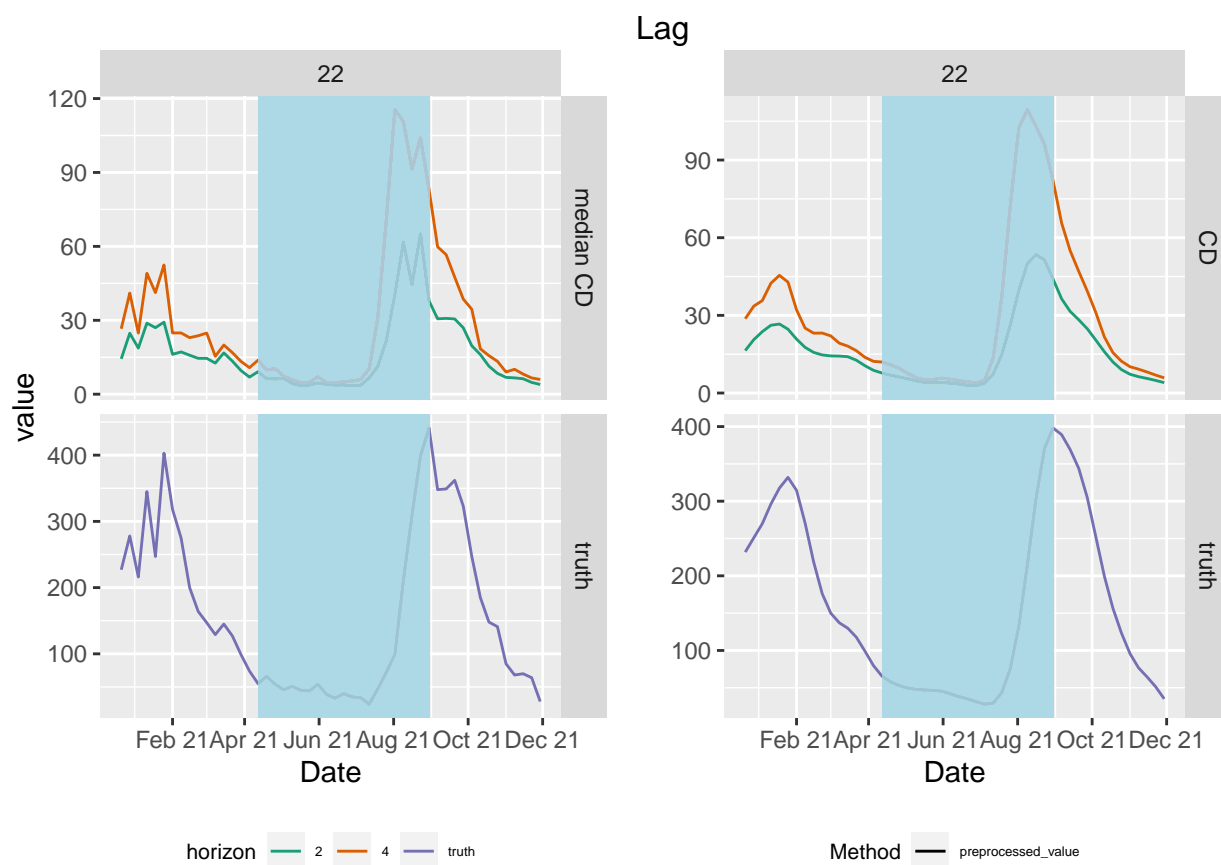 Lag
22
22
120
90
60
30
0
median CD
90
60
30
0
CD
value
400
300
200
100
truth
400
300
200
100
truth
Feb 21 Apr 21 Jun 21 Aug 21 Oct 21 Dec 21
Feb 21 Apr 21 Jun 21 Aug 21 Oct 21 Dec 21
Date
Date
horizon 2 4 truth
Method preprocessed_value